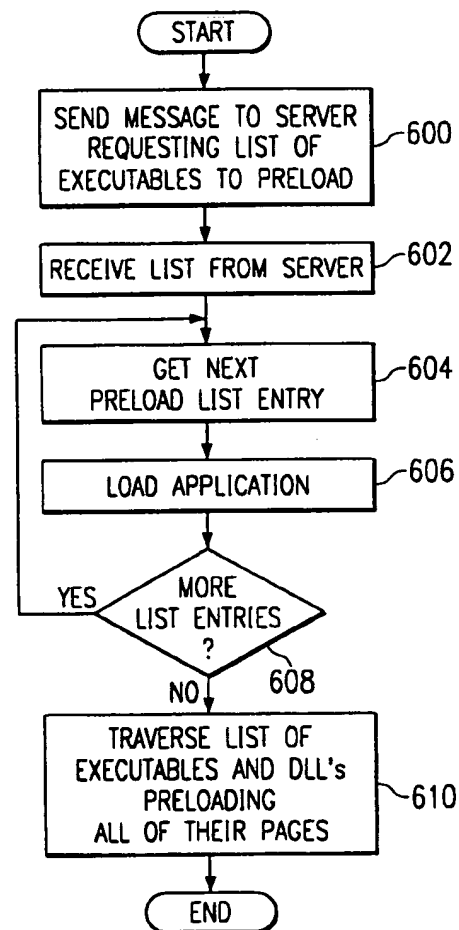 START
SEND MESSAGE TO SERVER
REQUESTING LIST OF
EXECUTABLES TO PRELOAD
600
RECEIVE LIST FROM SERVER
602
GET NEXT
PRELOAD LIST ENTRY
604
LOAD APPLICATION
606
YES
MORE
LIST ENTRIES
?
608
NO
TRAVERSE LIST OF
EXECUTABLES AND DLL's
PRELOADING
ALL OF THEIR PAGES
610
END